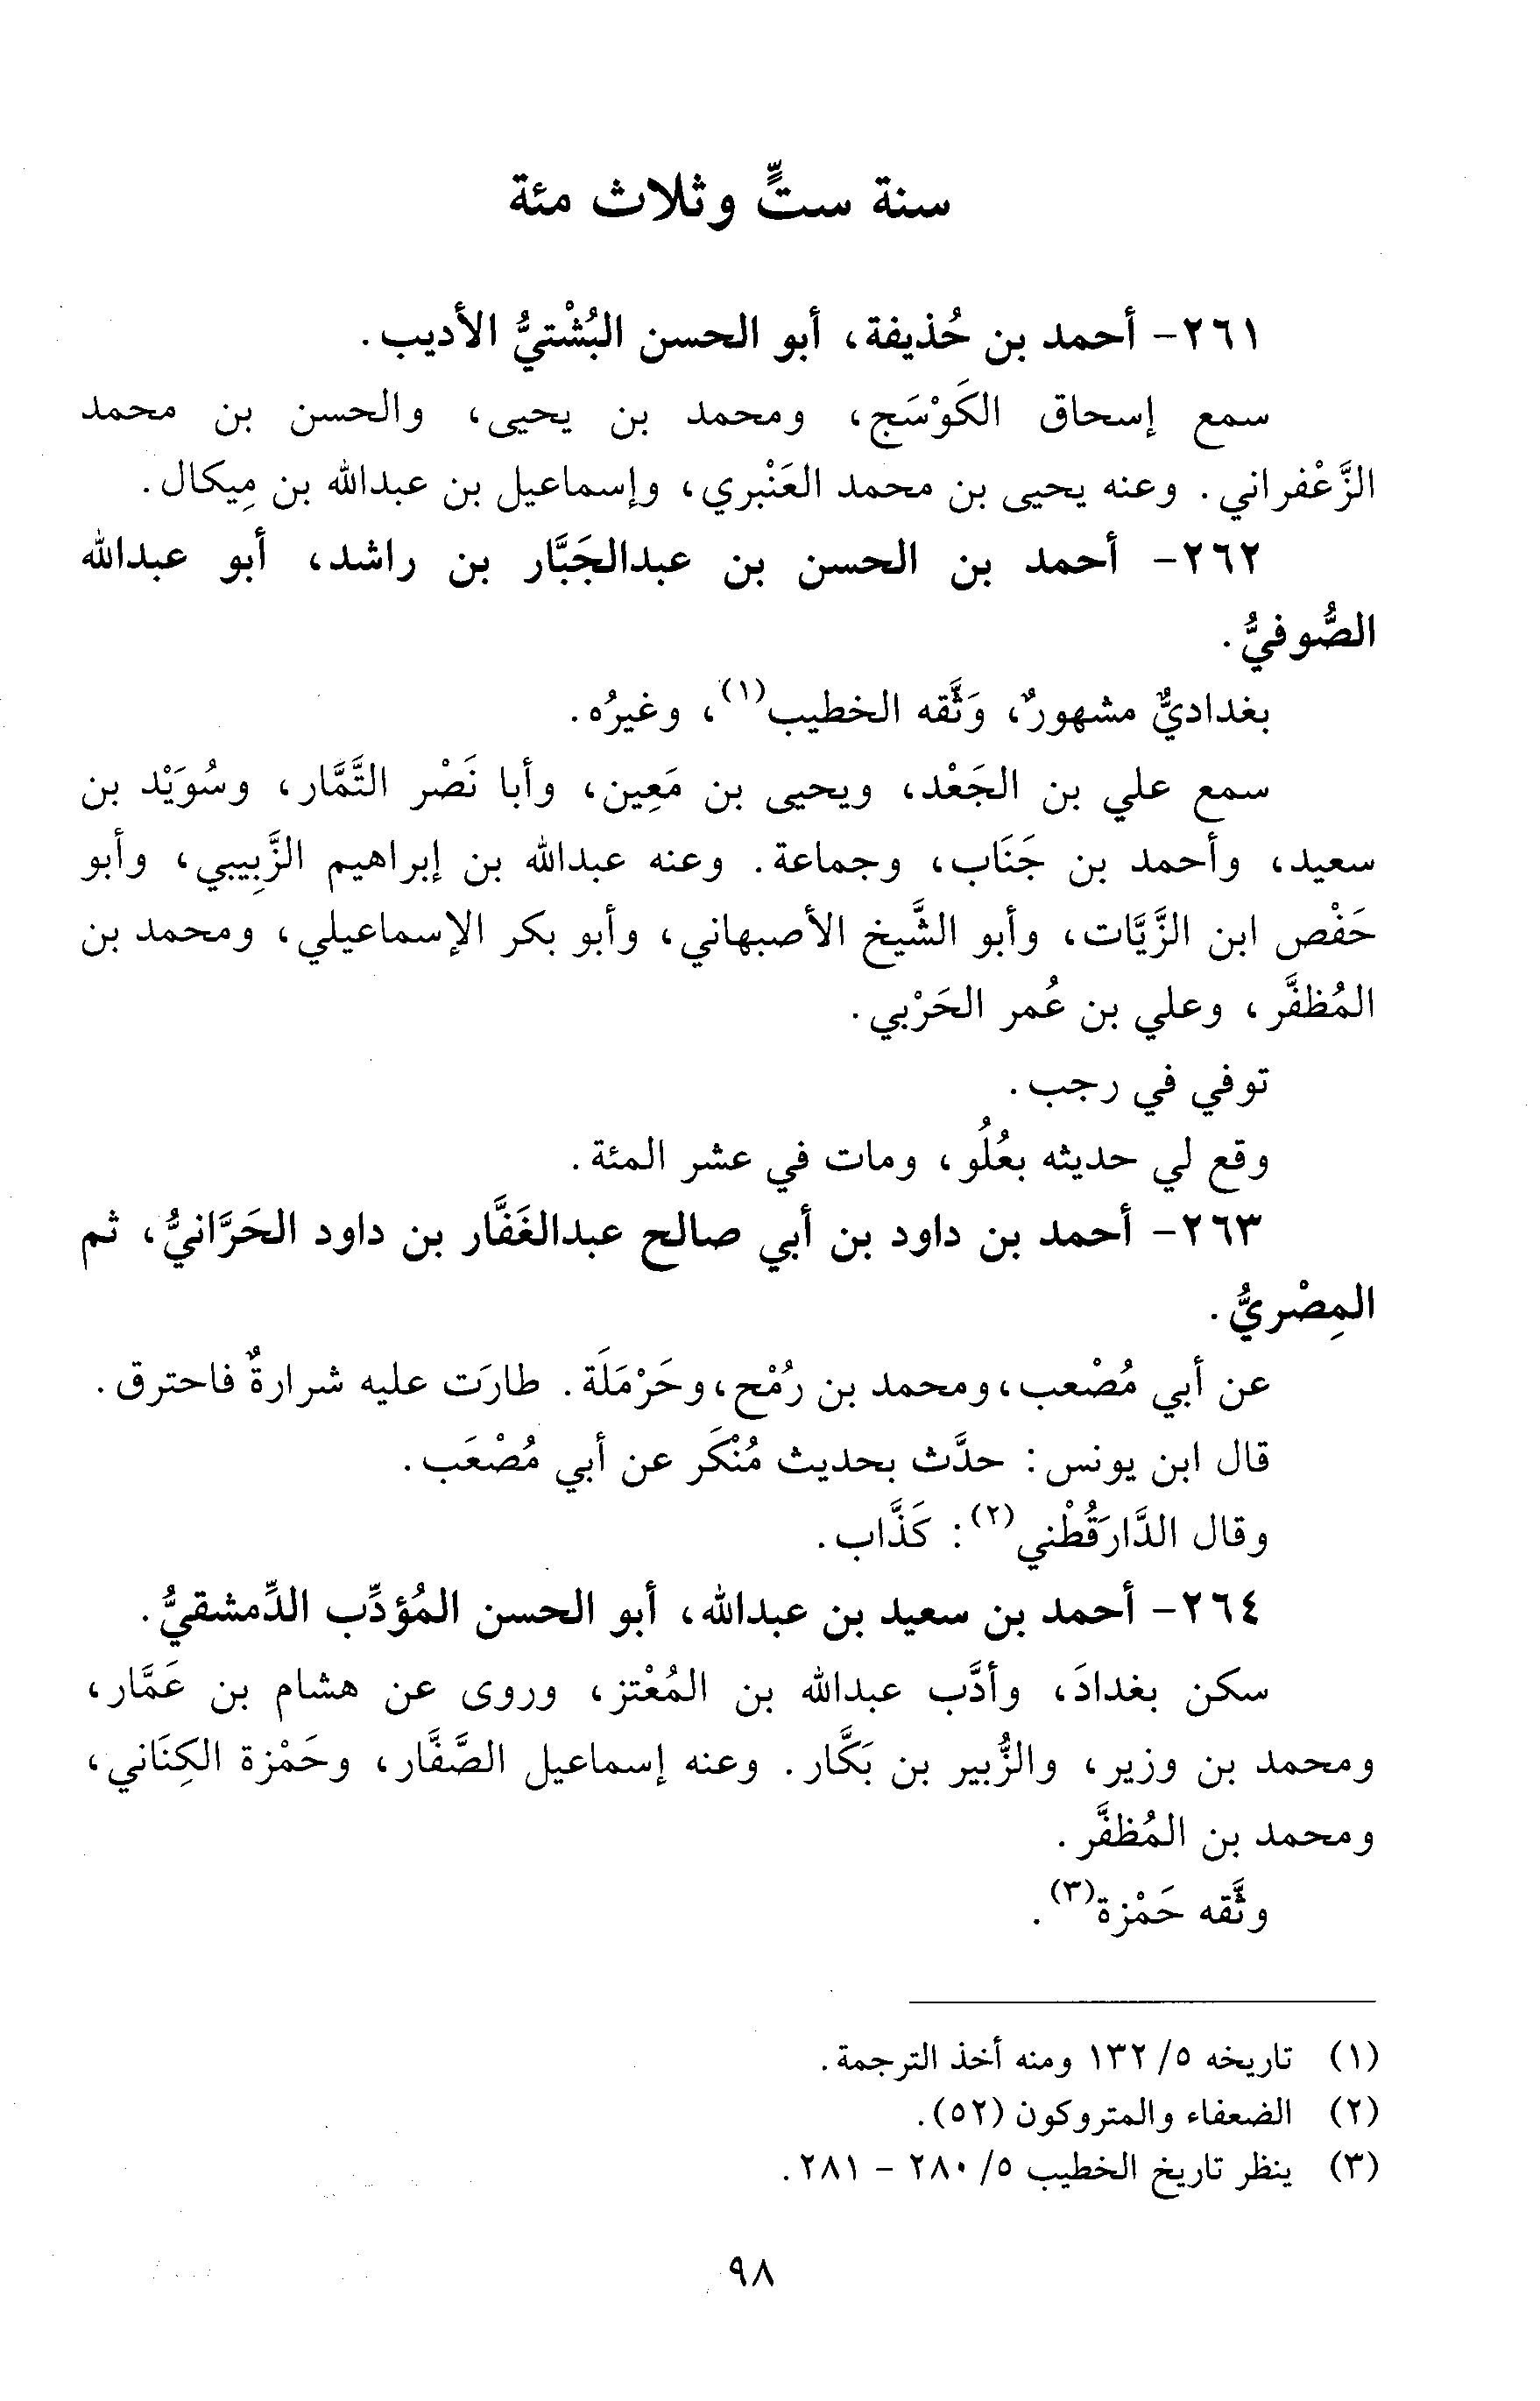 سنة ستٍّ وثلاث مئة
٢٦١- أحمد بن حُذيفة، أبو الحسن البُشْتيُّ الأديب.
سمع إسحاق الكَوْسَج، ومحمد بن يحيى، والحسن بن محمد
الزَّعْفراني. وعنه يحيى بن محمد العَنْبري، وإسماعيل بن عبدالله بن مِيكال.
٢٦٢- أحمد بن الحسن بن عبدالجَبَّار بن راشد، أبو عبدالله
الصُّوفيُّ.
بغداديٌّ مشهورٌ، وَثَّقه الخطيب(١)، وغيرُه.
سمع علي بن الجَعْد، ويحيى بن مَعِين، وأبا نَصْر التَّمَّار، وسُوَيْد بن
سعيد، وأحمد بن جَنَاب، وجماعة. وعنه عبدالله بن إبراهيم الزَّبِيبي، وأبو
حَفْص ابن الزَّيَّات، وأبو الشَّيخ الأصبهاني، وأبو بكر الإسماعيلي، ومحمد بن
المُظفَّر، وعلي بن عُمر الحَرْبي.
توفي في رجب.
وقع لي حديثه بعُلُو، ومات في عشر المئة.
٢٦٣- أحمد بن داود بن أبي صالح عبدالغَفَّار بن داود الحَرَّانيُّ، ثم
المِصْريُّ.
عن أبي مُصْعب، ومحمد بن رُمْح، وحَرْمَلَة. طارَت عليه شرارةٌ فاحترق.
قال ابن يونس: حدَّث بحديث مُنْكَر عن أبي مُصْعَب.
وقال الدَّارَقُطْني(٢): كَذَّاب.
٢٦٤- أحمد بن سعيد بن عبدالله، أبو الحسن المُؤدِّب الدِّمشقيُّ.
سكن بغدادَ، وأدَّب عبدالله بن المُعْتز، وروى عن هشام بن عَمَّار،
ومحمد بن وزير، والزُّبير بن بَكَّار. وعنه إسماعيل الصَّفَّار، وحَمْزة الكِنَاني،
ومحمد بن المُظفَّر.
وثَّقه حَمْزة(٣).
(١) تاريخه ٥/ ١٣٢ ومنه أخذ الترجمة.
(٢) الضعفاء والمتروكون (٥٢).
(٣) ينظر تاريخ الخطيب ٥/ ٢٨٠ - ٢٨١.
٩٨